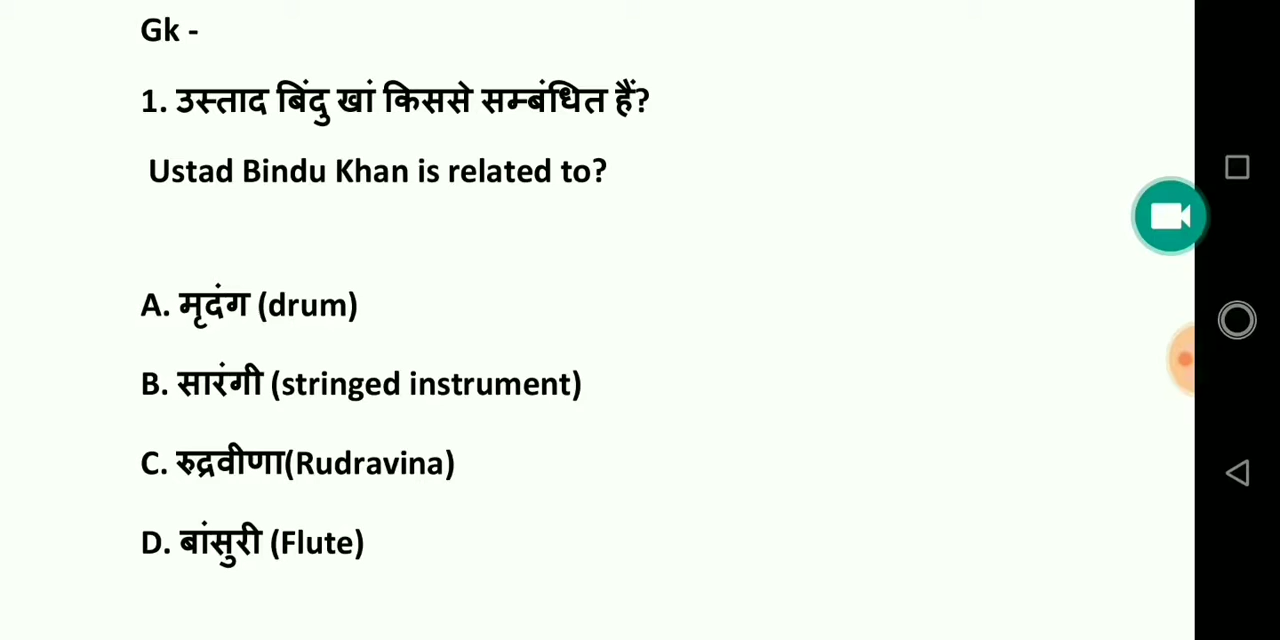 Gk -
1. उस्ताद बिंदु खां किससे सम्बंधित हैं?
Ustad Bindu Khan is related to?
A. मृदंग (drum)
B. सारंगी (stringed instrument)
C. रुद्रवीणा(Rudravina)
D. बांसुरी (Flute)